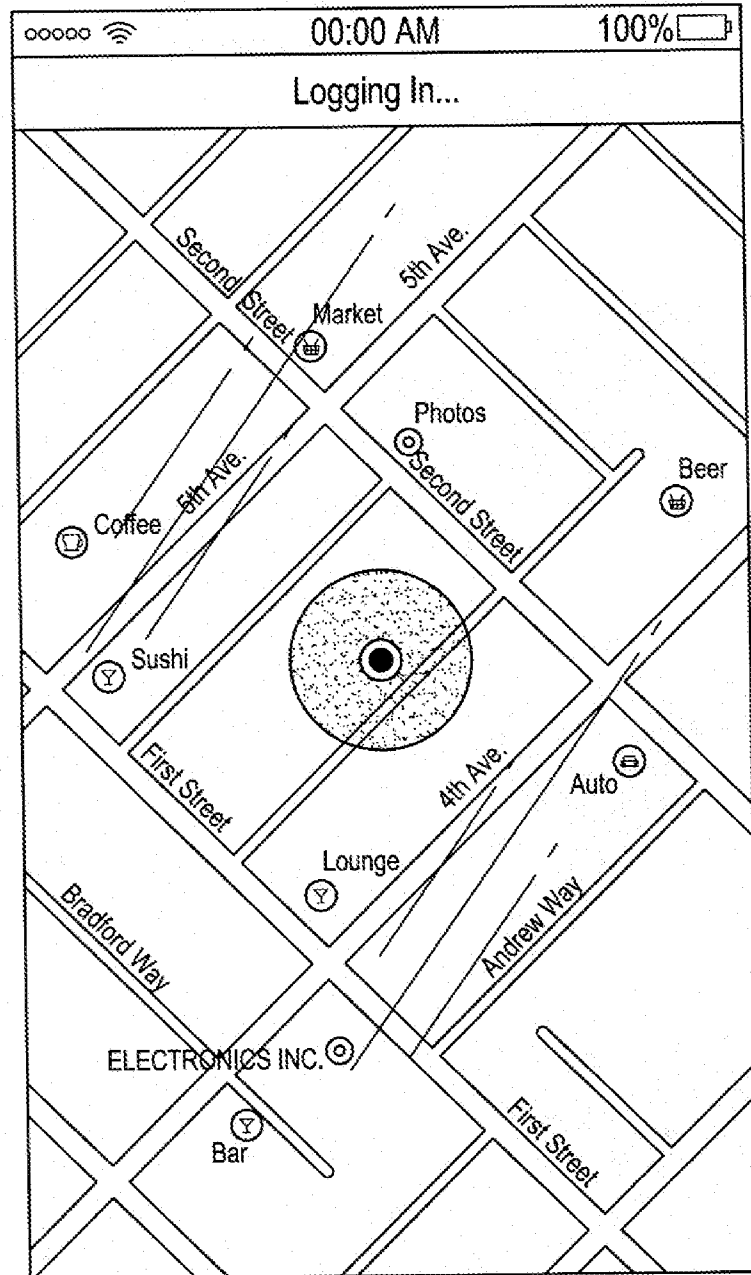 00:00 AM
100%
Logging In...
Second Street
5th Ave.
Market
Photos
Second Street
Beer
5th Ave.
Coffee
Sushi
First Street
4th Ave.
Auto
Lounge
Bradford Way
Andrew Way
ELECTRONICS INC.
First Street
Bar